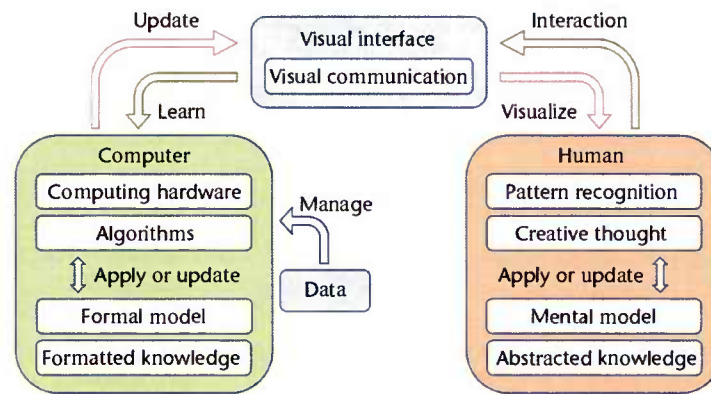 Update
Visual interface
Interaction
Visual communication
Learn
Visualize
Computer
Human
Computing hardware
Pattern recognition
Manage
Algorithms
Creative thought
Apply or update
Data
Apply or update
Formal model
Mental model
Formatted knowledge
Abstracted knowledge